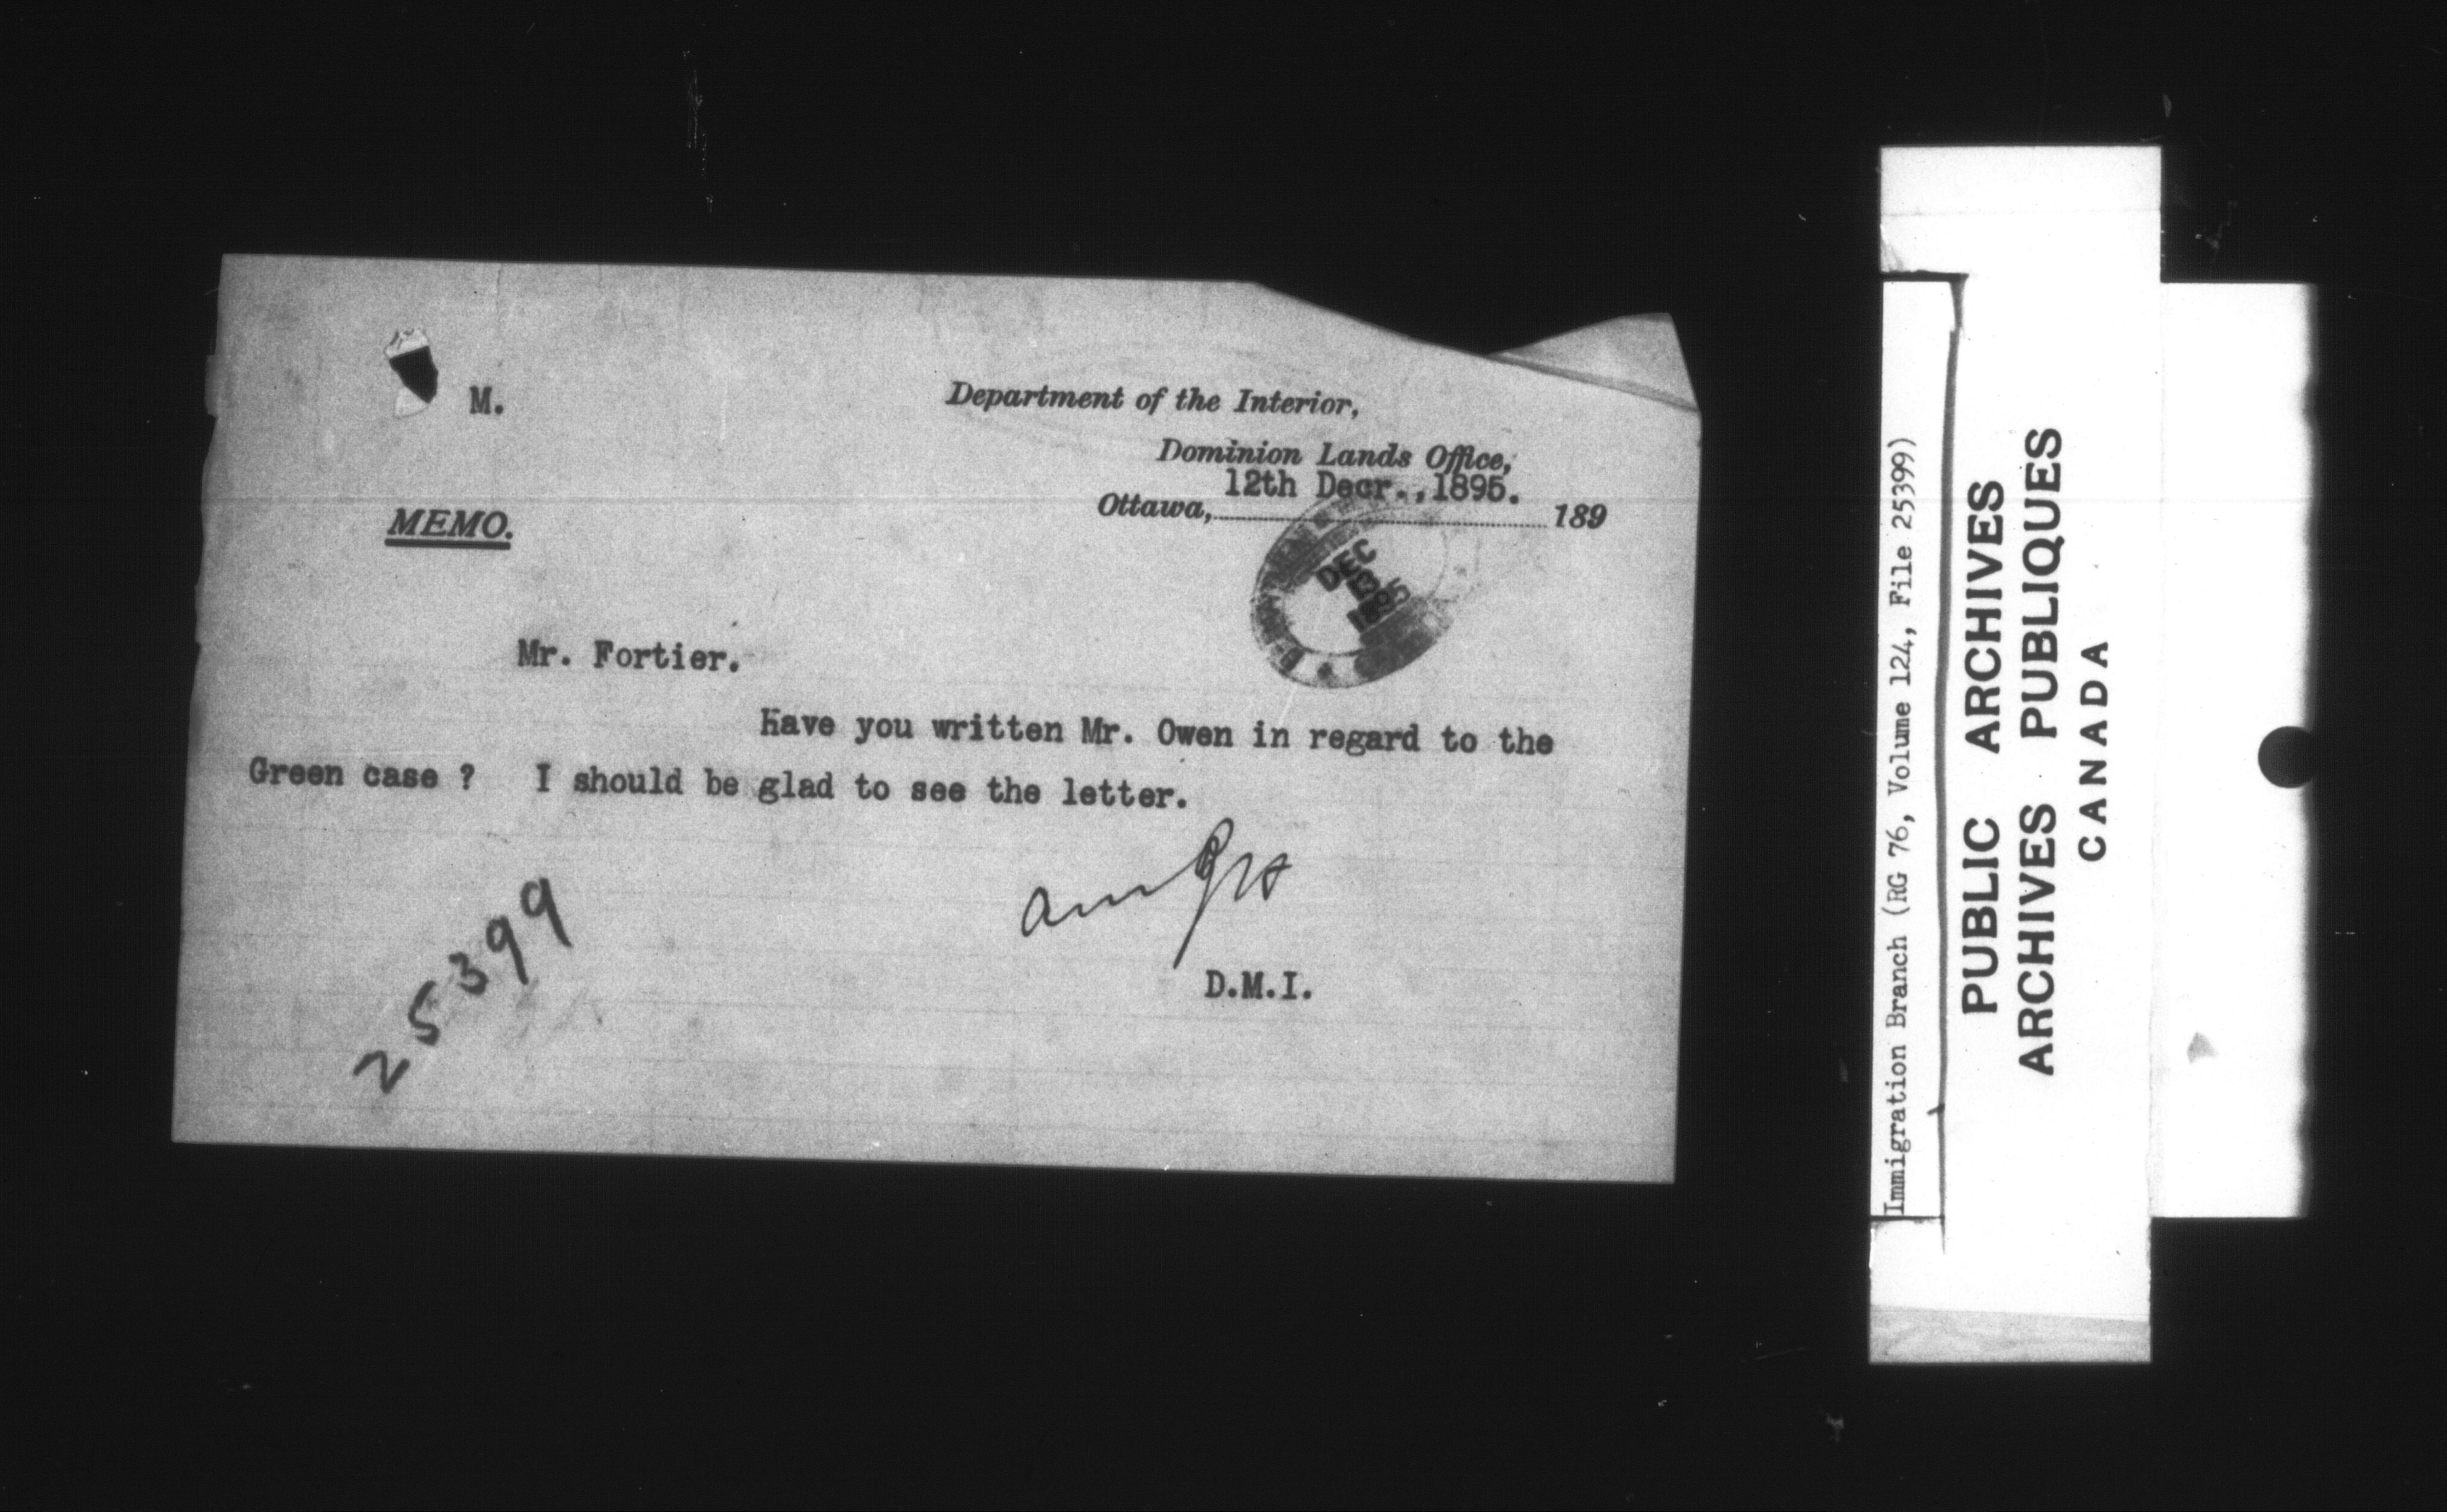 M.
Department of the Interior,
Dominion Lands Office,
12th Decr.,1895.
Ottawa, 189
MEMO.
DEC
1895
Mr. Fortier.
Have you written Mr. Owen in regard to the
Green case ? I should be glad to see the letter.
D.M.I.
25399
Immigration Branch (RG 76, Volume 124, File 25399)
PUBLIC ARCHIVES
ARCHIVES PUBLIQUES
CANADA